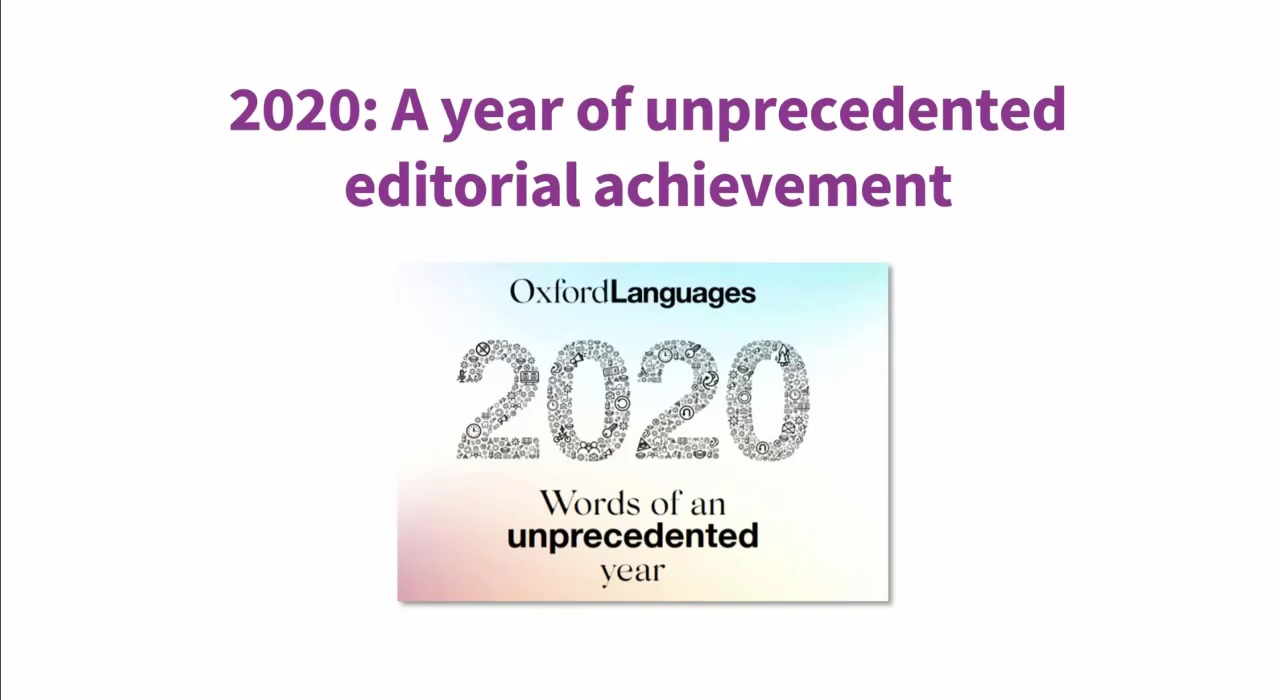 2020: A year of unprecedented
editorial achievement
OxfordLanguages
2020
Words of an
unprecedented
year